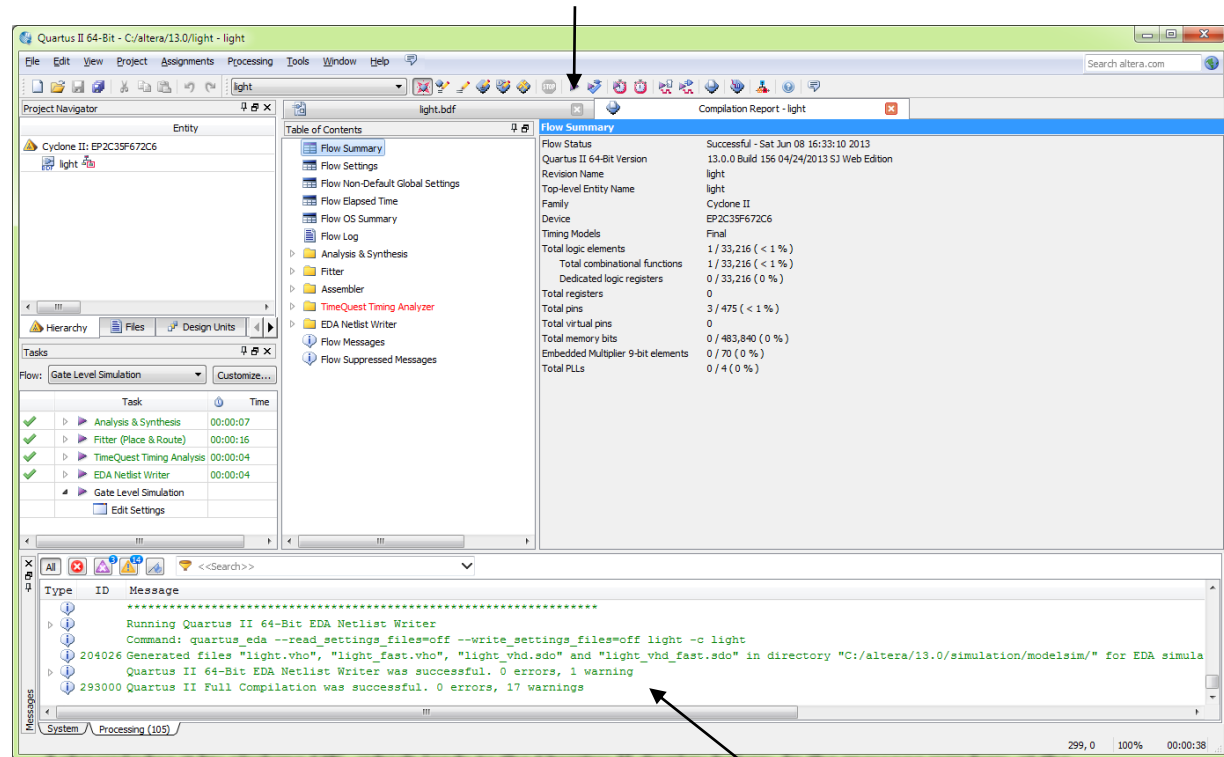 Quartus II 64-Bit - C:/altera/13.0/light - light
File Edit View Project Assignments Processing Tools Window Help
Search altera.com
light
Project Navigator
Entity
Cyclone II: EP2C35F672C6
light
Hierarchy Files Design Units
Tasks
Flow: Gate Level Simulation Customize...
Task Time
Analysis & Synthesis 00:00:07
Fitter (Place & Route) 00:00:16
TimeQuest Timing Analysis 00:00:04
EDA Netlist Writer 00:00:04
Gate Level Simulation
Edit Settings
light.bdf
Compilation Report - light
Table of Contents
Flow Summary
Flow Settings
Flow Non-Default Global Settings
Flow Elapsed Time
Flow OS Summary
Flow Log
Analysis & Synthesis
Fitter
Assembler
TimeQuest Timing Analyzer
EDA Netlist Writer
Flow Messages
Flow Suppressed Messages
Flow Summary
Flow Status Successful - Sat Jun 08 16:33:10 2013
Quartus II 64-Bit Version 13.0.0 Build 156 04/24/2013 SJ Web Edition
Revision Name light
Top-level Entity Name light
Family Cyclone II
Device EP2C35F672C6
Timing Models Final
Total logic elements 1 / 33,216 ( < 1 % )
Total combinational functions 1 / 33,216 ( < 1 % )
Dedicated logic registers 0 / 33,216 ( 0 % )
Total registers 0
Total pins 3 / 475 ( < 1 % )
Total virtual pins 0
Total memory bits 0 / 483,840 ( 0 % )
Embedded Multiplier 9-bit elements 0 / 70 ( 0 % )
Total PLLs 0 / 4 ( 0 % )
All 3 14 <<Search>>
Type ID Message
*******************************************************************
Running Quartus II 64-Bit EDA Netlist Writer
Command: quartus_eda --read_settings_files=off --write_settings_files=off light -c light
204026 Generated files "light.vho", "light_fast.vho", "light_vhd.sdo" and "light_vhd_fast.sdo" in directory "C:/altera/13.0/simulation/modelsim/" for EDA simula
Quartus II 64-Bit EDA Netlist Writer was successful. 0 errors, 1 warning
293000 Quartus II Full Compilation was successful. 0 errors, 17 warnings
Messages
System Processing (105)
299, 0 100% 00:00:38